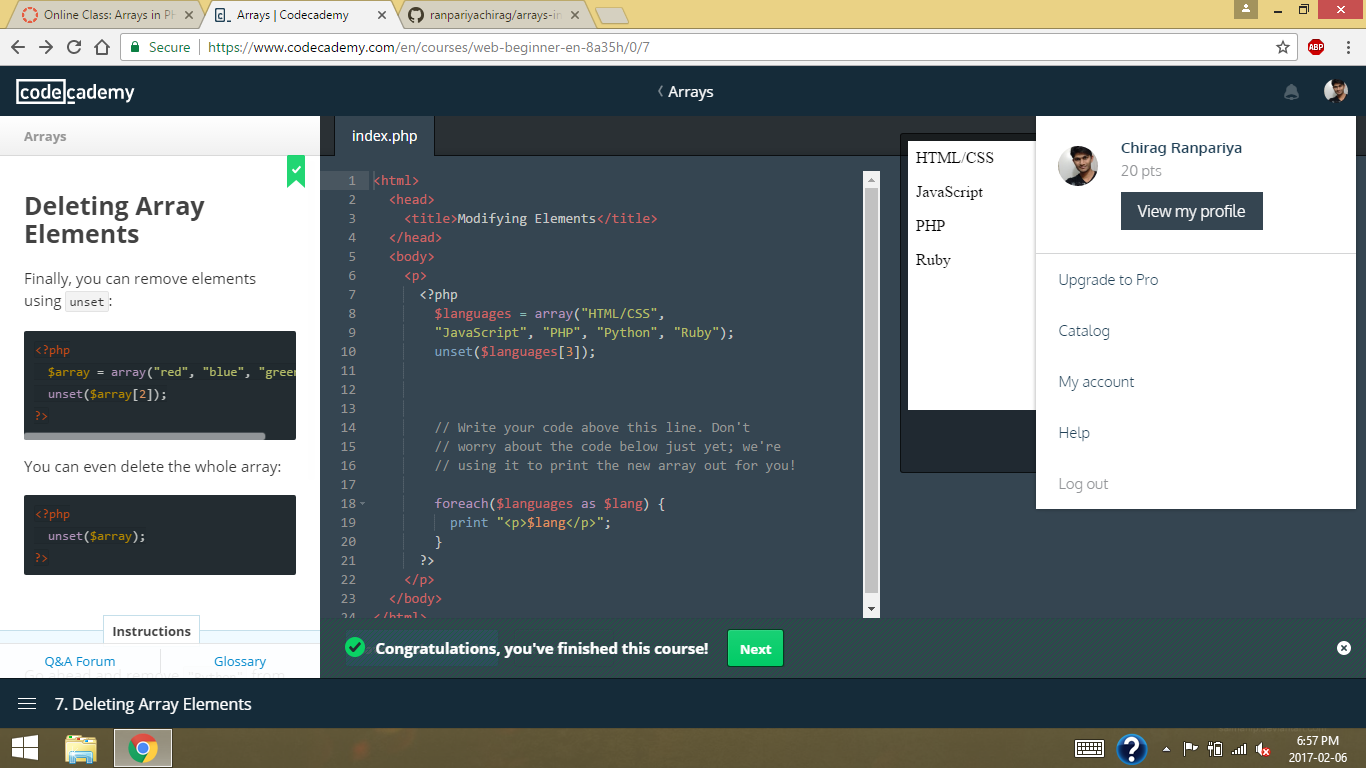 Online Class: Arrays in PH
Arrays | Codecademy
ranpariyachirag/arrays-in
Secure
https://www.codecademy.com/en/courses/web-beginner-en-8a35h/0/7
ABP
codecademy
Arrays
Arrays
Deleting Array
Elements
Finally, you can remove elements
using unset:
<?php
$array = array("red", "blue", "green
unset($array[2]);
?>
You can even delete the whole array:
<?php
unset($array);
?>
Instructions
Q&A Forum
Glossary
Go ahead and remove "Python" from
index.php
1 <html>
2 <head>
3 <title>Modifying Elements</title>
4 </head>
5 <body>
6 <p>
7 <?php
8 $languages = array("HTML/CSS",
9 "JavaScript", "PHP", "Python", "Ruby");
10 unset($languages[3]);
11
12
13
14 // Write your code above this line. Don't
15 // worry about the code below just yet; we're
16 // using it to print the new array out for you!
17
18 foreach($languages as $lang) {
19 print "<p>$lang</p>";
20 }
21 ?>
22 </p>
23 </body>
24 </html>
HTML/CSS
JavaScript
PHP
Ruby
Chirag Ranpariya
20 pts
View my profile
Upgrade to Pro
Catalog
My account
Help
Log out
Congratulations, you've finished this course!
Next
7. Deleting Array Elements
6:57 PM
2017-02-06